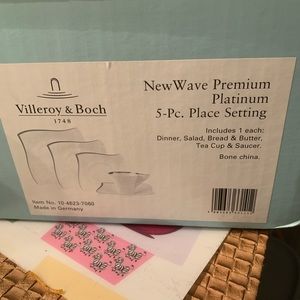 Villeroy & Boch
1748
NewWave Premium
Platinum
5-Pc. Place Setting
Includes 1 each:
Dinner, Salad, Bread & Butter,
Tea Cup & Saucer.
Bone china.
Item No. 10-4623-7060
Made in Germany